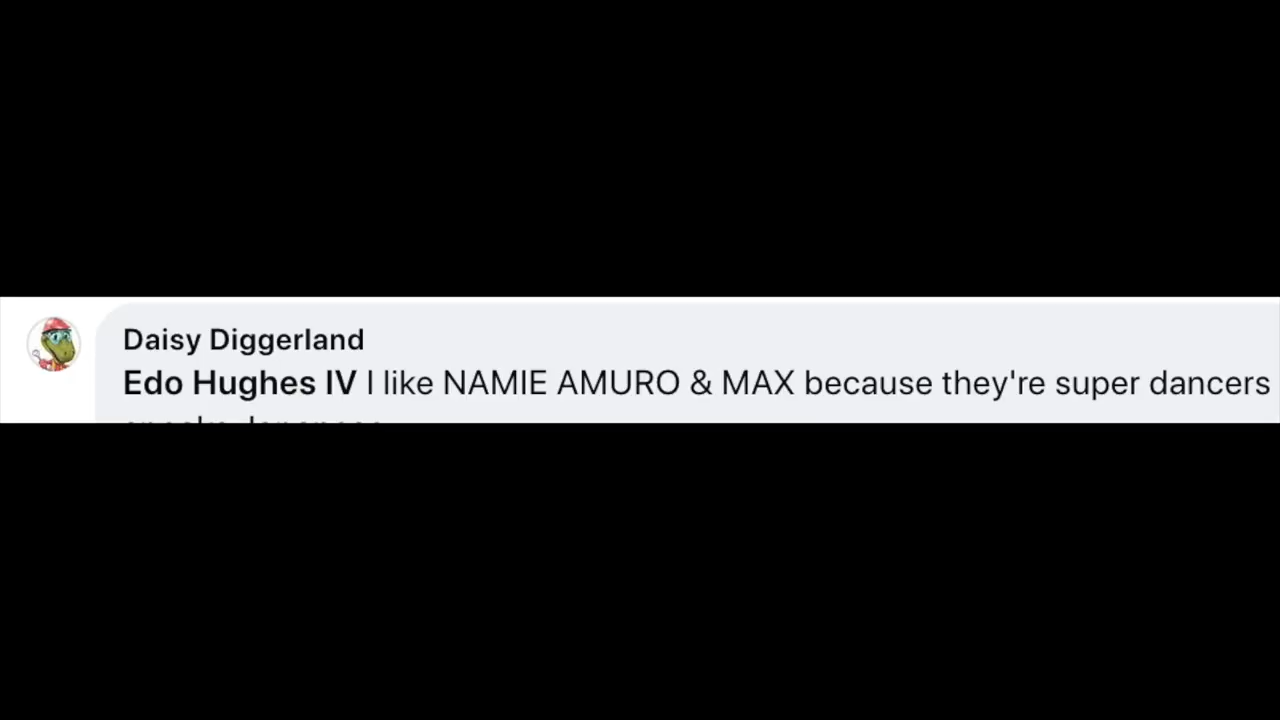 Daisy Diggerland
Edo Hughes IV I like NAMIE AMURO & MAX because they're super dancers